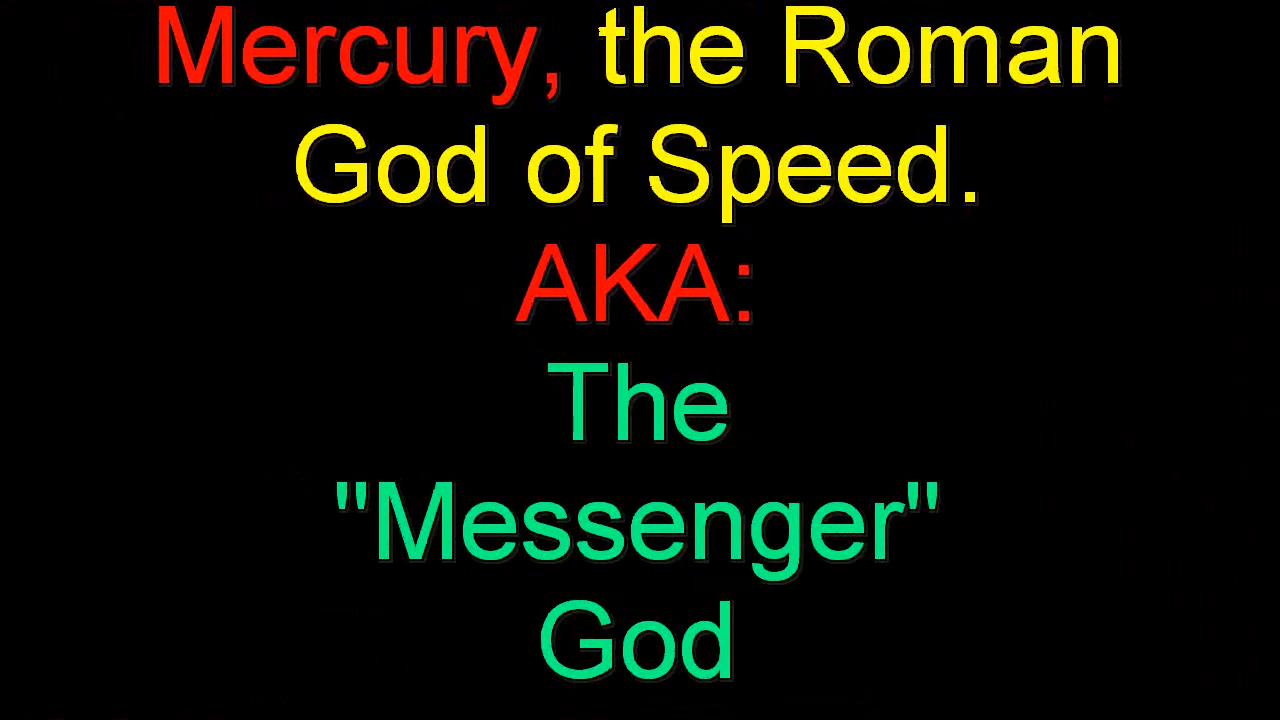 Mercury, the Roman
God of Speed.
AKA:
The
"Messenger"
God